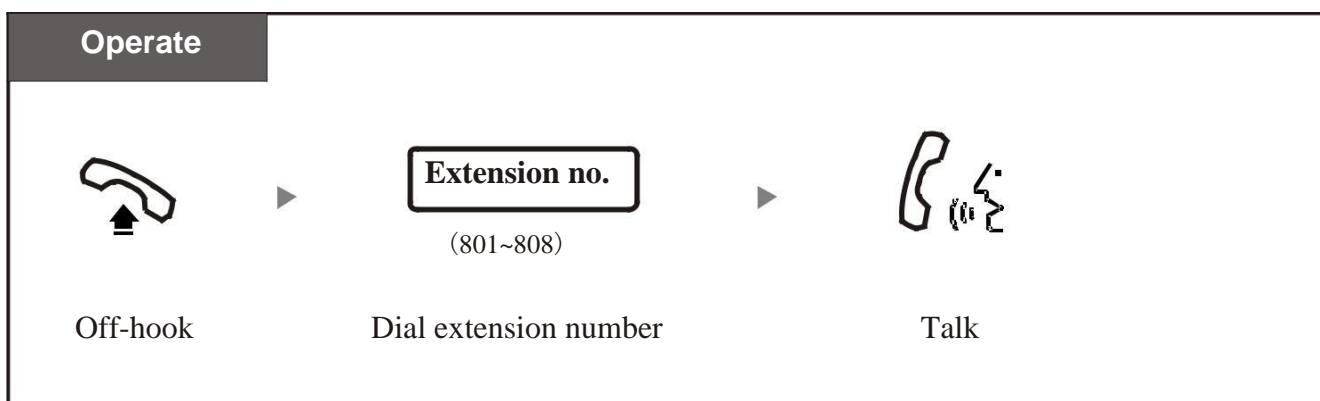 Operate
Extension no.
（801~808）
Off-hook Dial extension number Talk